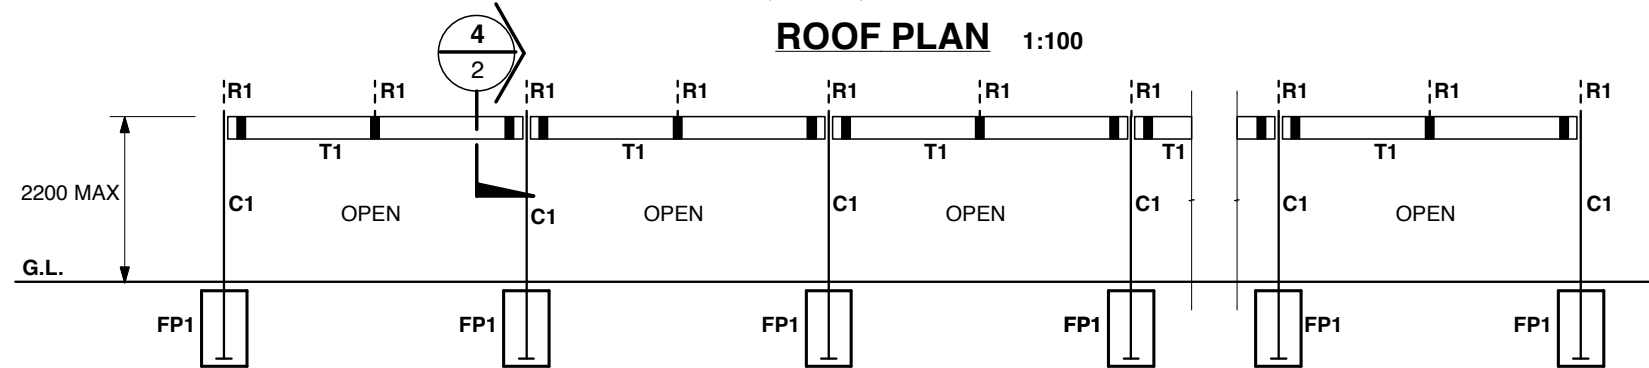 ROOF PLAN 1:100
4
2
R1 R1 R1 R1 R1 R1 R1 R1 R1 R1
T1 T1 T1 T1 T1
2200 MAX
C1 C1 C1 C1 C1 C1
OPEN OPEN OPEN OPEN
G.L.
FP1 FP1 FP1 FP1 FP1 FP1